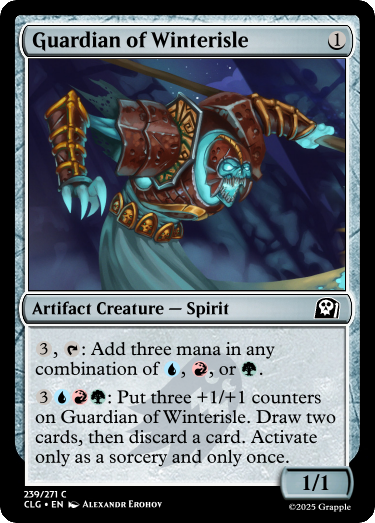 Guardian of Winterisle 1
Artifact Creature — Spirit
3, : Add three mana in any
combination of , , or .
3 : Put three +1/+1 counters
on Guardian of Winterisle. Draw two
cards, then discard a card. Activate
only as a sorcery and only once.
1/1
239/271 C
CLG • EN Alexandr Erohov
©2025 Grapple